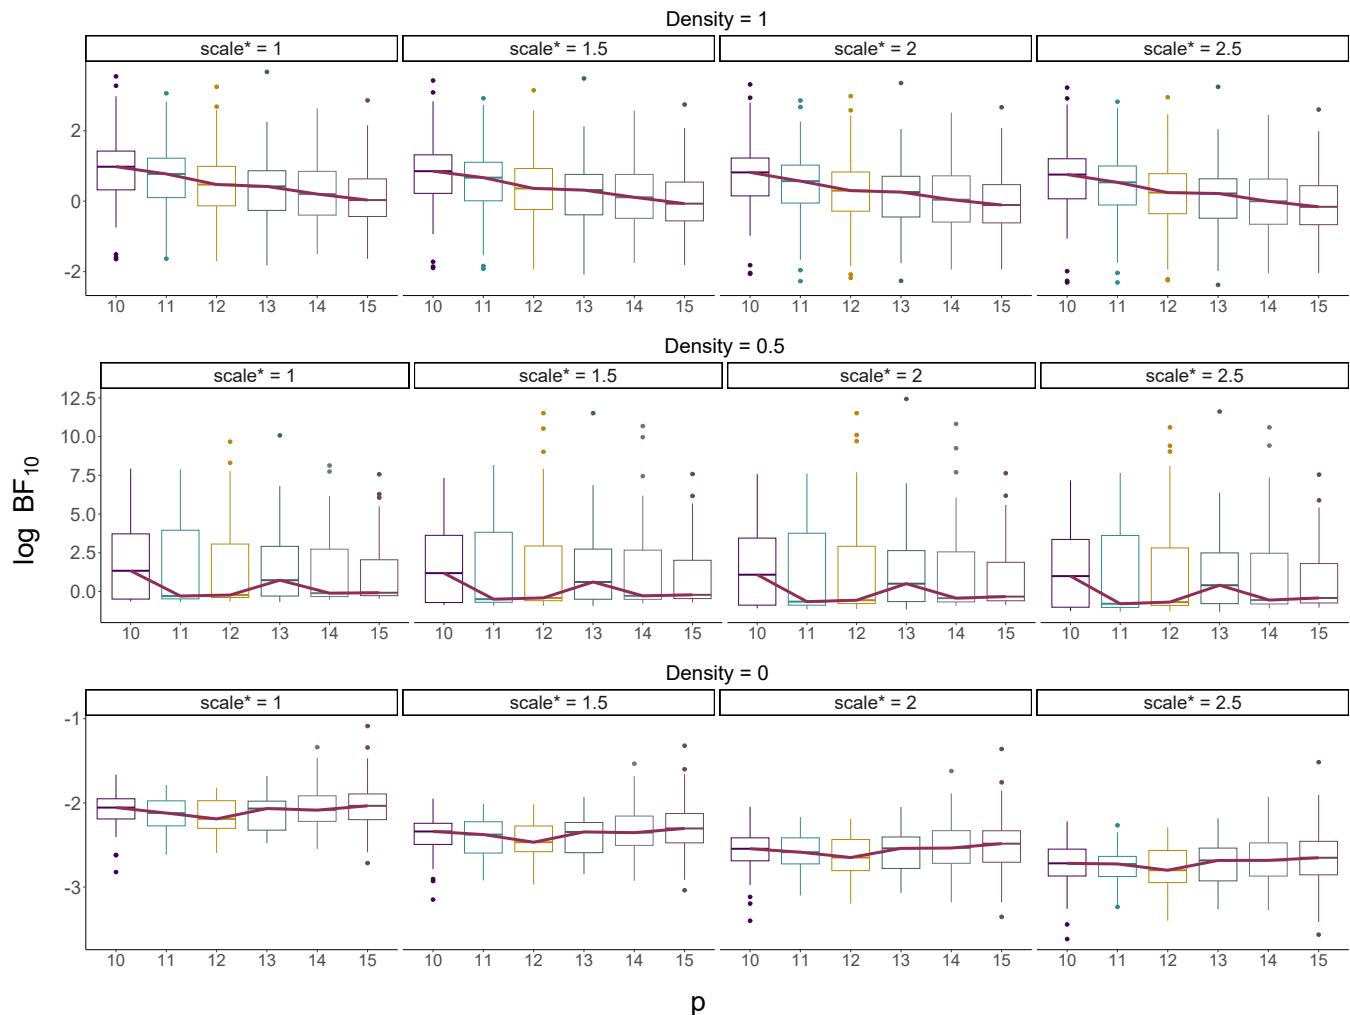 Density = 1
scale* = 1 scale* = 1.5 scale* = 2 scale* = 2.5
2
0
-2
10 11 12 13 14 15 10 11 12 13 14 15 10 11 12 13 14 15 10 11 12 13 14 15
Density = 0.5
scale* = 1 scale* = 1.5 scale* = 2 scale* = 2.5
12.5
10.0
7.5
5.0
2.5
0.0
10 11 12 13 14 15 10 11 12 13 14 15 10 11 12 13 14 15 10 11 12 13 14 15
log BF10
Density = 0
scale* = 1 scale* = 1.5 scale* = 2 scale* = 2.5
-1
-2
-3
10 11 12 13 14 15 10 11 12 13 14 15 10 11 12 13 14 15 10 11 12 13 14 15
p